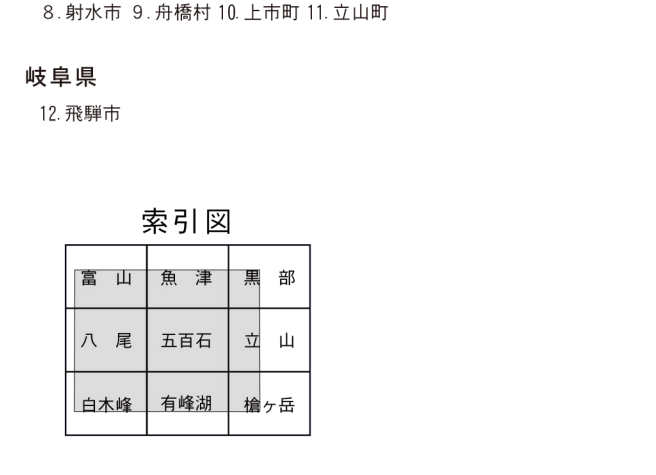 8.射水市 9.舟橋村 10.上市町 11.立山町
岐阜県
12.飛騨市
索引図
富 山 魚 津 黒 部
八 尾 五百石 立 山
白木峰 有峰湖 槍ヶ岳